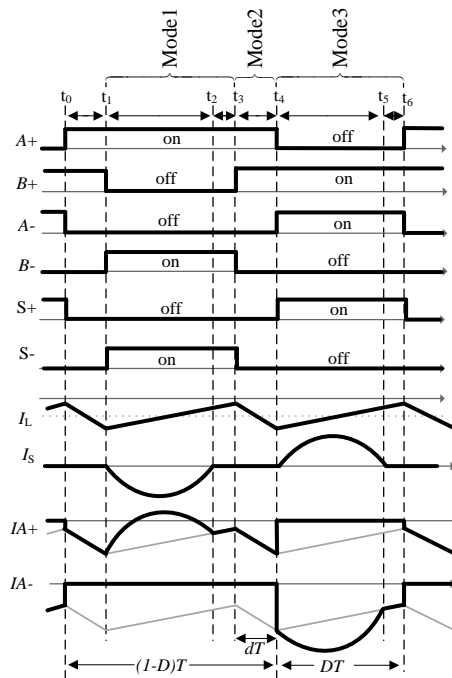 Mode1
Mode2
Mode3
t0 t1 t2 t3 t4 t5 t6
A+ on off
B+ off on
A- off on
B- on off
S+ off on
S- on off
IL
IS
IA+
IA-
dT
(1-D)T DT